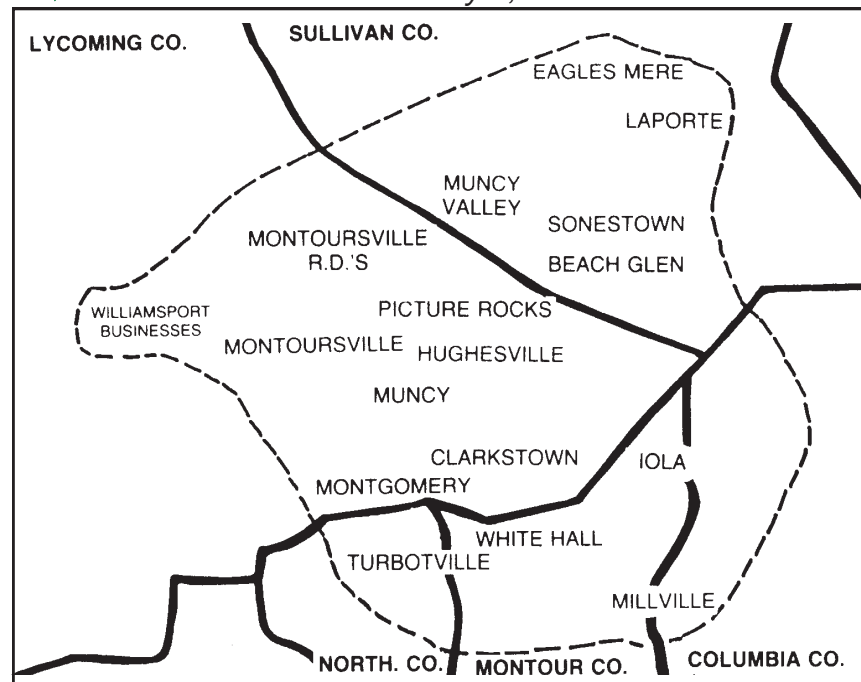 LYCOMING CO.
SULLIVAN CO.
EAGLES MERE
LAPORTE
MUNCY
VALLEY
SONESTOWN
MONTOURSVILLE
R.D.'S
BEACH GLEN
WILLIAMSPORT
BUSINESSES
PICTURE ROCKS
MONTOURSVILLE
HUGHESVILLE
MUNCY
CLARKSTOWN
IOLA
MONTGOMERY
WHITE HALL
TURBOTVILLE
MILLVILLE
NORTH. CO.
MONTOUR CO.
COLUMBIA CO.